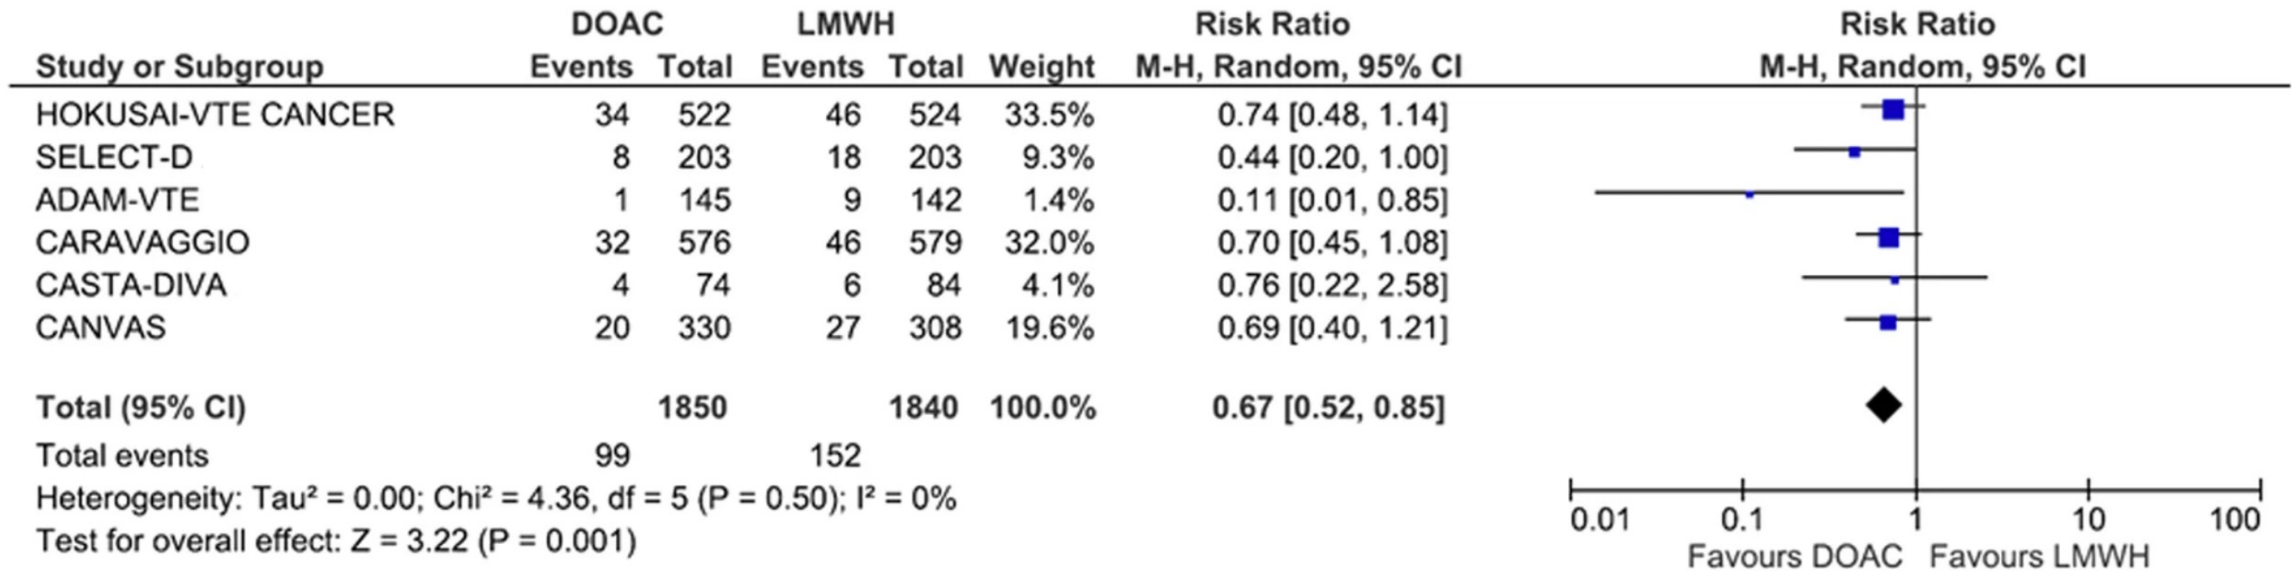 DOAC LMWH Risk Ratio Risk Ratio
Study or Subgroup Events Total Events Total Weight M-H, Random, 95% CI M-H, Random, 95% CI
HOKUSAI-VTE CANCER 34 522 46 524 33.5% 0.74 [0.48, 1.14]
SELECT-D 8 203 18 203 9.3% 0.44 [0.20, 1.00]
ADAM-VTE 1 145 9 142 1.4% 0.11 [0.01, 0.85]
CARAVAGGIO 32 576 46 579 32.0% 0.70 [0.45, 1.08]
CASTA-DIVA 4 74 6 84 4.1% 0.76 [0.22, 2.58]
CANVAS 20 330 27 308 19.6% 0.69 [0.40, 1.21]
Total (95% CI) 1850 1840 100.0% 0.67 [0.52, 0.85]
Total events 99 152
Heterogeneity: Tau² = 0.00; Chi² = 4.36, df = 5 (P = 0.50); I² = 0%
Test for overall effect: Z = 3.22 (P = 0.001)
0.01 0.1 1 10 100
Favours DOAC Favours LMWH